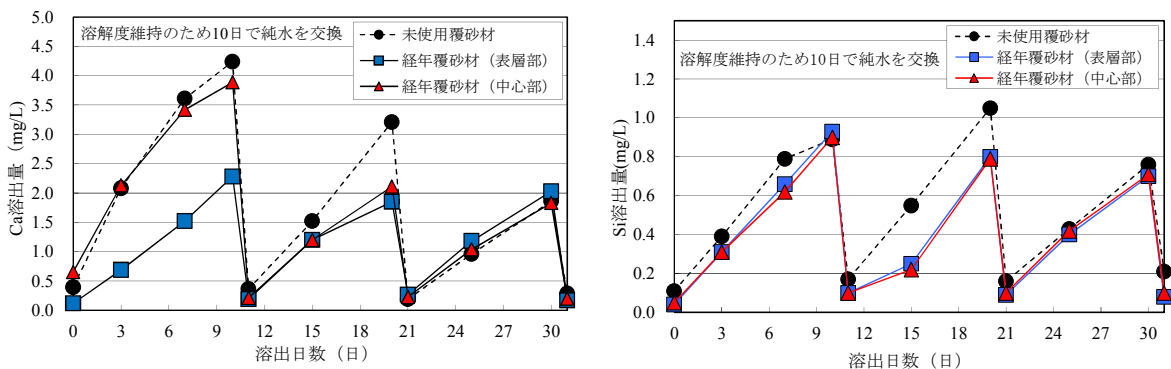 溶解度維持のため10日で純水を交換
未使用覆砂材
経年覆砂材（表層部）
経年覆砂材（中心部）
Ca溶出量（mg/L）
5.0
4.5
4.0
3.5
3.0
2.5
2.0
1.5
1.0
0.5
0.0
0 3 6 9 12 15 18 21 24 27 30
溶出日数（日）
未使用覆砂材
経年覆砂材（表層部）
経年覆砂材（中心部）
溶解度維持のため10日で純水を交換
Si溶出量(mg/L)
1.4
1.2
1.0
0.8
0.6
0.4
0.2
0.0
0 3 6 9 12 15 18 21 24 27 30
溶出日数（日）